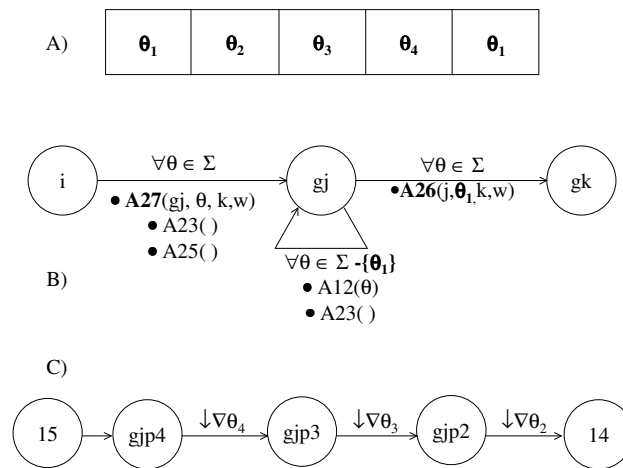 A) θ₁ θ₂ θ₃ θ₄ θ₁
i
∀θ ∈ Σ
• A27(gj, θ, k,w)
• A23( )
• A25( )
gj
∀θ ∈ Σ -{θ₁}
• A12(θ)
• A23( )
∀θ ∈ Σ
•A26(j,θ₁,k,w)
gk
B)
C)
15 gjp4 ↓∇θ₄ gjp3 ↓∇θ₃ gjp2 ↓∇θ₂ 14